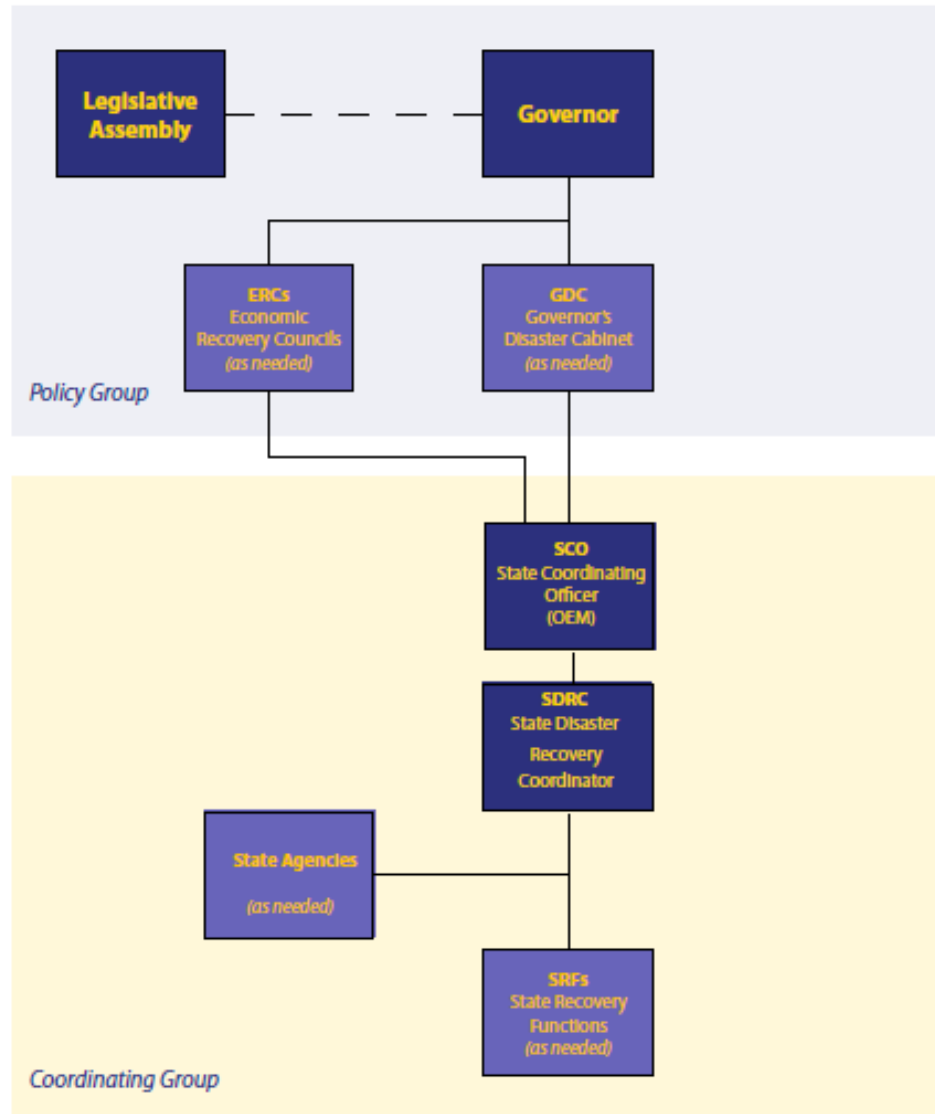 Legislative
Assembly
Governor
ERCs
Economic
Recovery Councils
(as needed)
GDC
Governor's
Disaster Cabinet
(as needed)
Policy Group
SCO
State Coordinating
Officer
(OEM)
SDRC
State Disaster
Recovery
Coordinator
State Agencies
(as needed)
SRFs
State Recovery
Functions
(as needed)
Coordinating Group